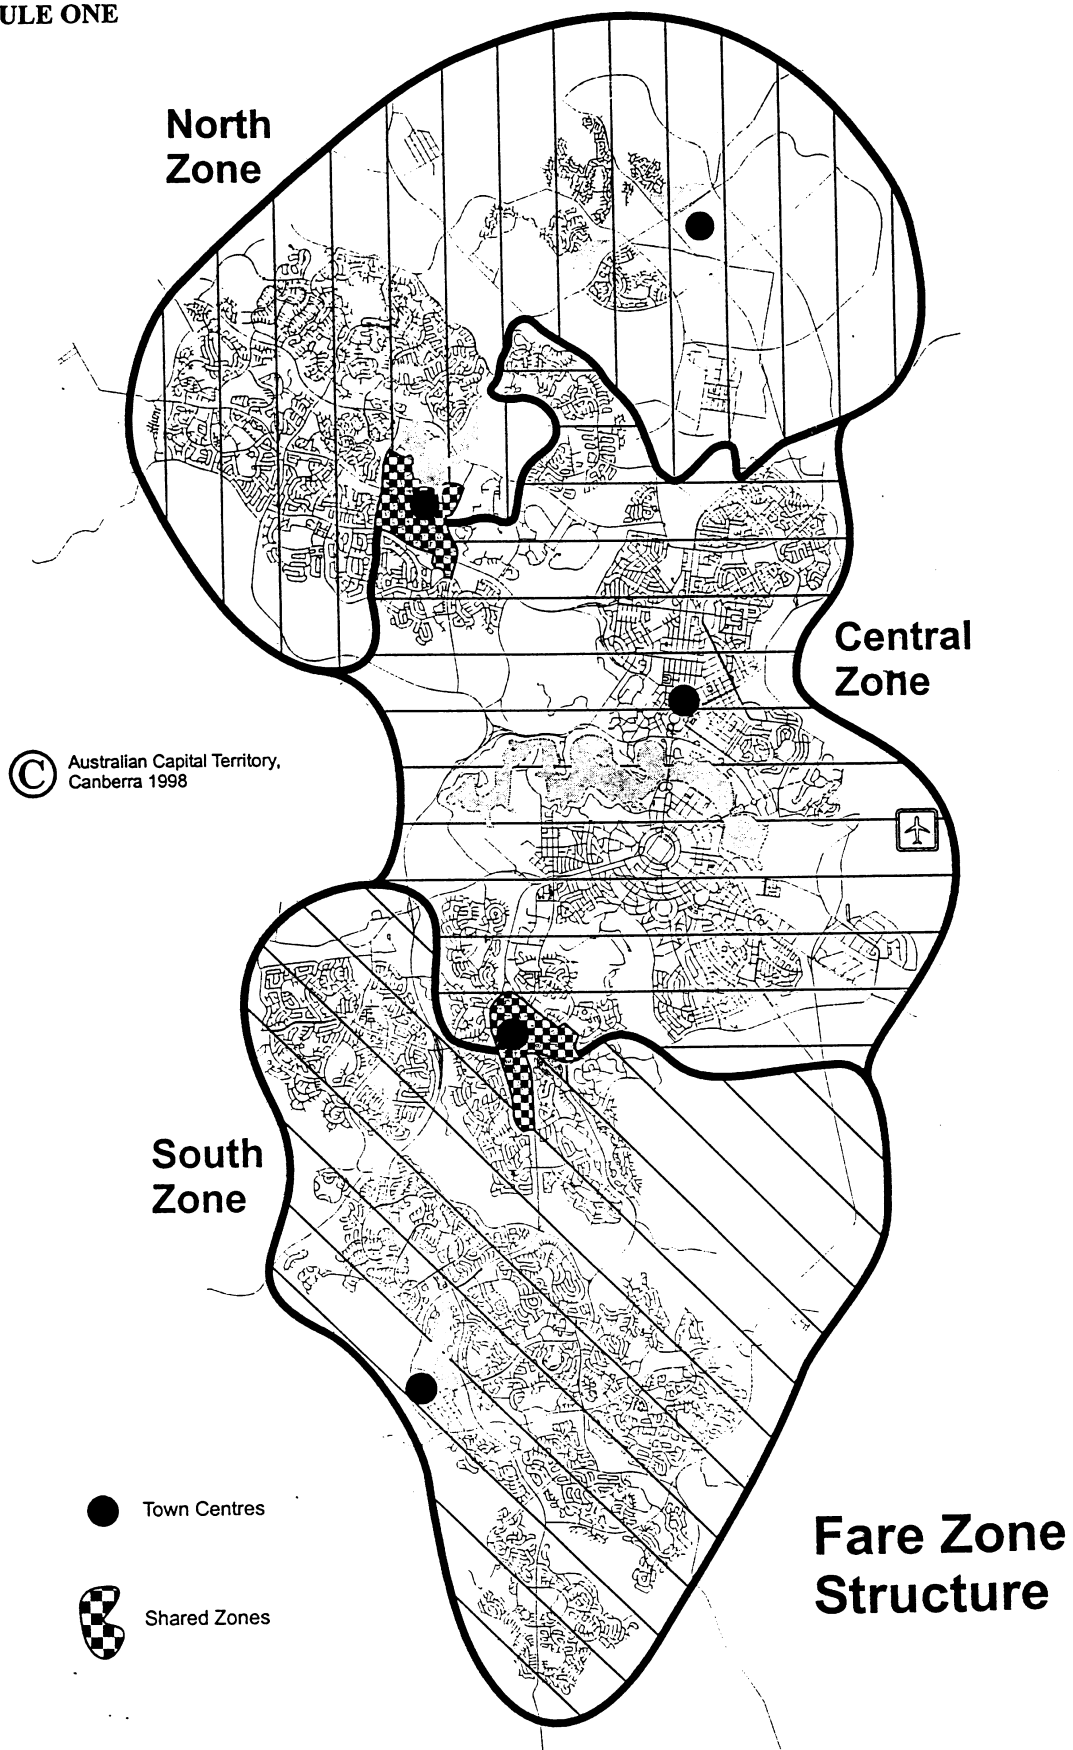 ULE ONE
North
Zone
Central
Zone
© Australian Capital Territory,
Canberra 1998
South
Zone
Town Centres
Shared Zones
Fare Zone
Structure